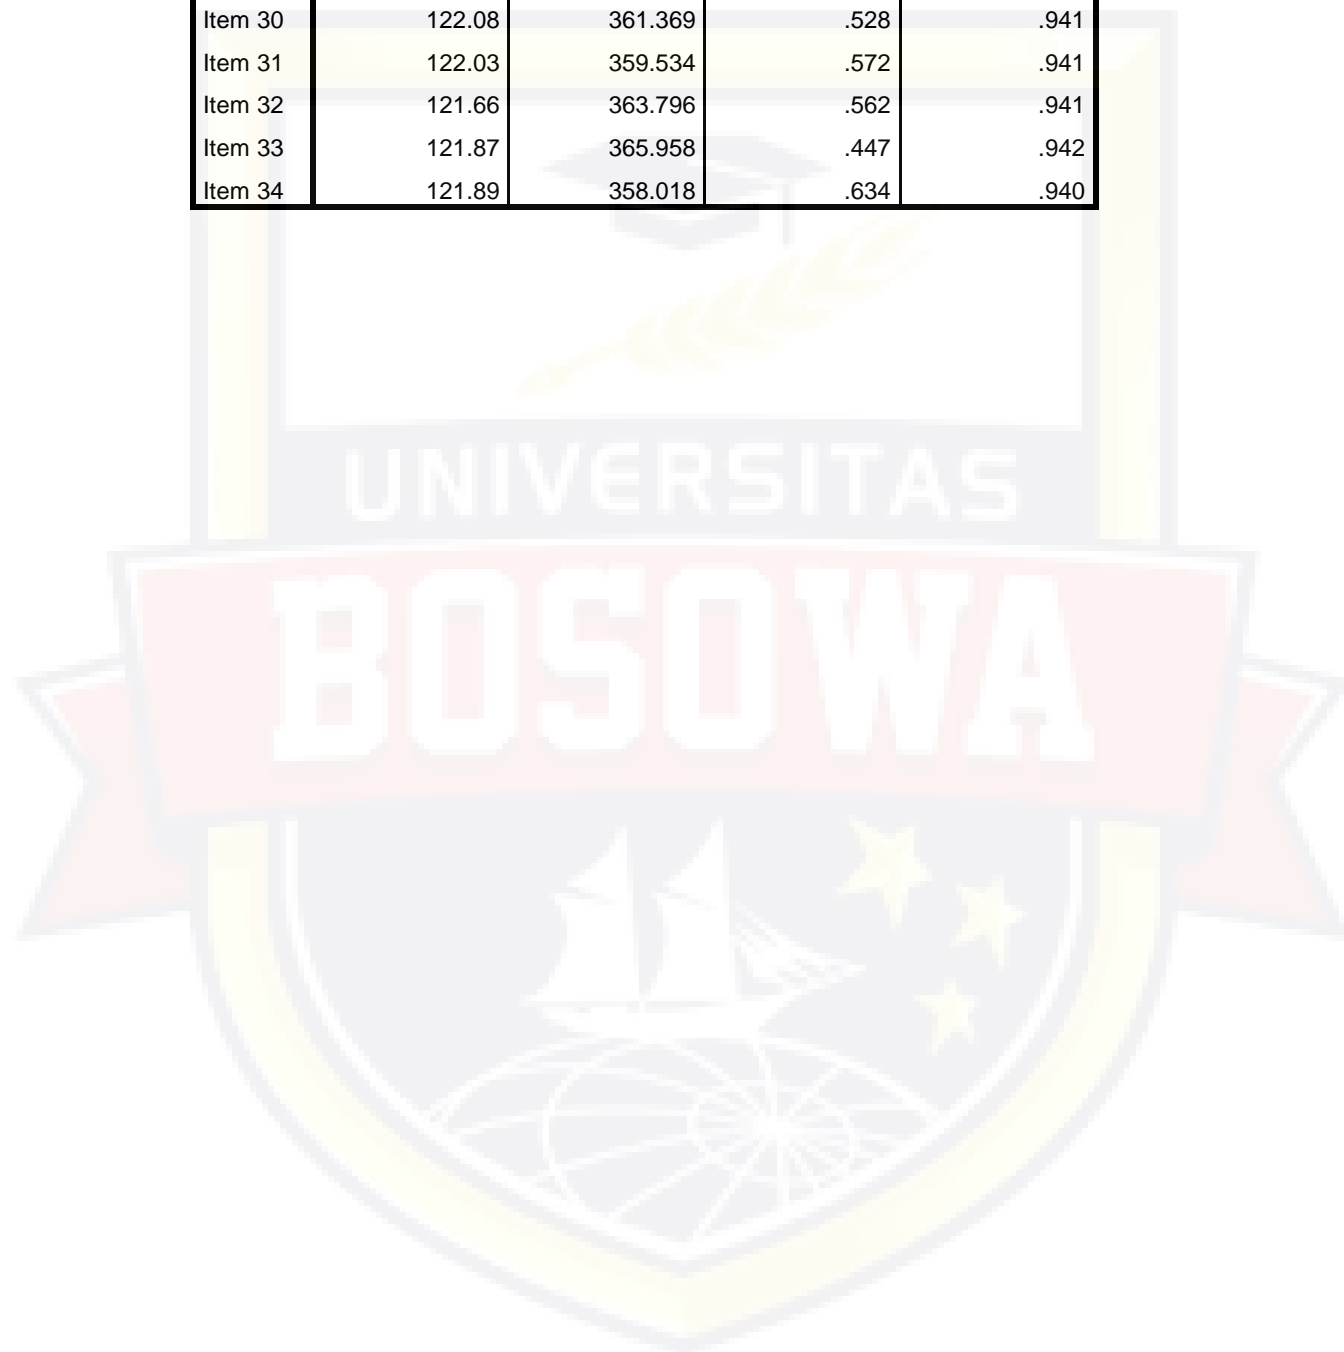 Item 30 122.08 361.369 .528 .941
Item 31 122.03 359.534 .572 .941
Item 32 121.66 363.796 .562 .941
Item 33 121.87 365.958 .447 .942
Item 34 121.89 358.018 .634 .940
UNIVERSITAS
BOSOWA